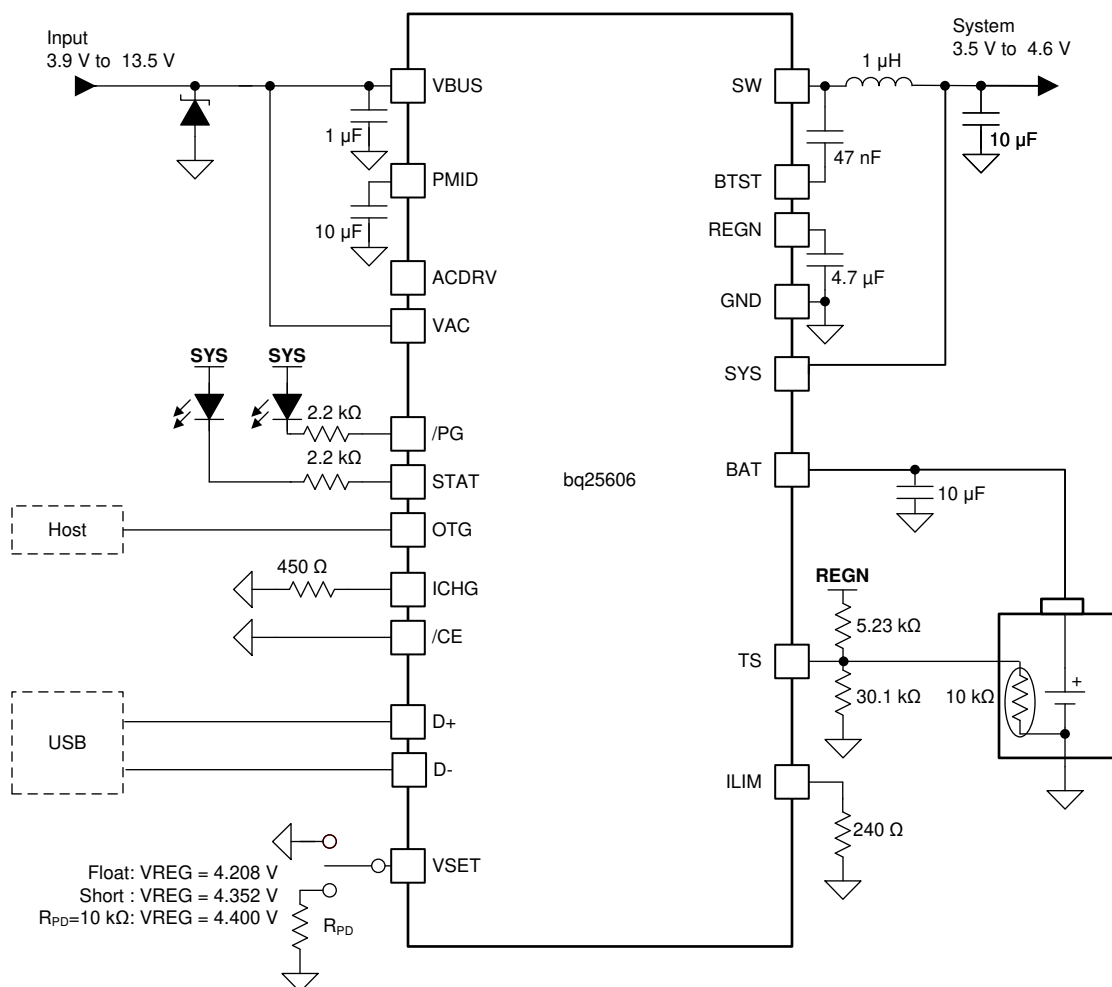 Input
3.9 V to 13.5 V
System
3.5 V to 4.6 V
1 µH
VBUS
SW
1 µF
10 µF
47 nF
PMID
BTST
10 µF
REGN
ACDRV
4.7 µF
GND
VAC
SYS
SYS
SYS
2.2 kΩ
/PG
2.2 kΩ
STAT
bq25606
BAT
10 µF
Host
OTG
450 Ω
ICHG
REGN
/CE
5.23 kΩ
TS
30.1 kΩ
10 kΩ
+
USB
D+
D-
ILIM
240 Ω
VSET
Float: VREG = 4.208 V
Short : VREG = 4.352 V
RPD=10 kΩ: VREG = 4.400 V
RPD